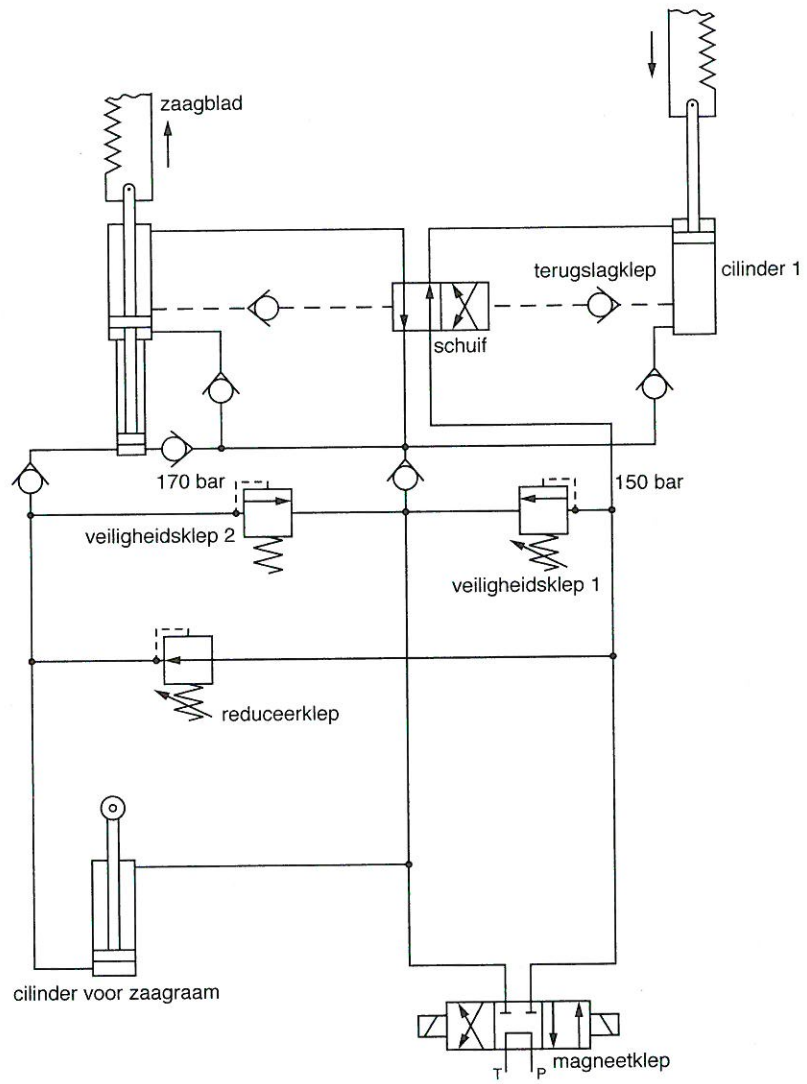 zaagblad
terugslagklep
cilinder 1
schuif
170 bar
150 bar
veiligheidsklep 2
veiligheidsklep 1
reduceerklep
cilinder voor zaagraam
magneetklep
T
P